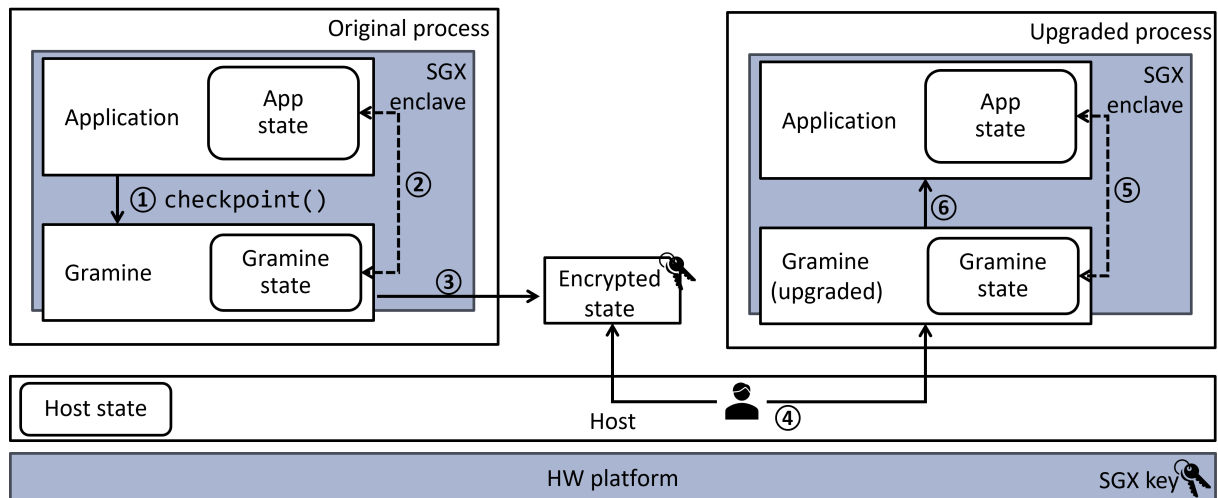 Original process
SGX
enclave
App
state
Application
② 
① checkpoint()
Gramine
Gramine
state
③
Encrypted
state
Upgraded process
SGX
enclave
App
state
Application
⑤
⑥
Gramine
(upgraded)
Gramine
state
Host state
Host
④
HW platform
SGX key